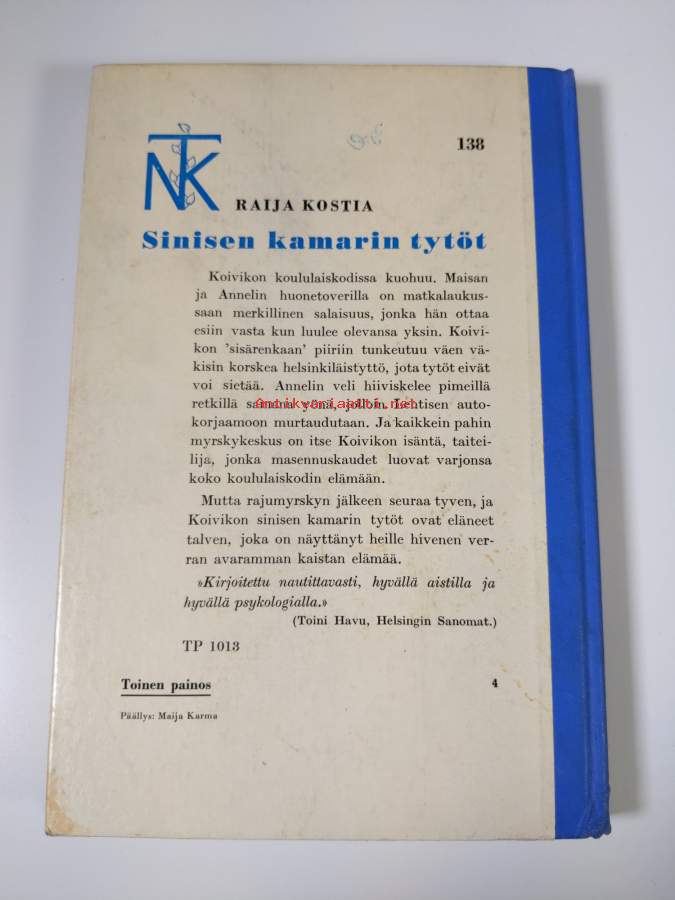 NTK
138
RAIJA KOSTIA
Sinisen kamarin tytöt
Koivikon koululaiskodissa kuohuu. Maisan
ja Annelin huonetoverilla on matkalaukus-
saan merkillinen salaisuus, jonka hän ottaa
esiin vasta kun luulee olevansa yksin. Koivi-
kon 'sisärenkaan' piiriin tunkeutuu väen vä-
kisin korskea helsinkiläistyttö, jota tytöt eivät
voi sietää. Annelin veli hiiviskelee pimeillä
retkillä samana yönä, jolloin Lehtisen auto-
korjaamoon murtaudutaan. Ja kaikkein pahin
myrskykeskus on itse Koivikon isäntä, taitei-
lija, jonka masennuskaudet luovat varjonsa
koko koululaiskodin elämään.
Mutta rajumyrskyn jälkeen seuraa tyven, ja
Koivikon sinisen kamarin tytöt ovat eläneet
talven, joka on näyttänyt heille hivenen ver-
ran avaramman kaistan elämää.
»Kirjoitettu nautittavasti, hyvällä aistilla ja
hyvällä psykologialla.»
(Toini Havu, Helsingin Sanomat.)
TP 1013
Toinen painos
4
Päällys: Maija Karma